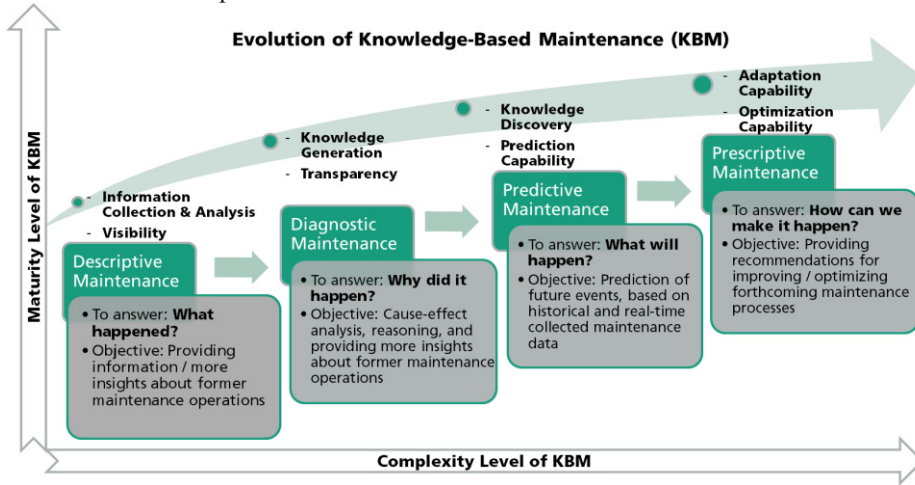 Evolution of Knowledge-Based Maintenance (KBM)
Maturity Level of KBM
- Information
Collection & Analysis
- Visibility
Descriptive
Maintenance
• To answer: What
happened?
• Objective: Providing
information / more
insights about former
maintenance operations
- Knowledge
Generation
- Transparency
Diagnostic
Maintenance
• To answer: Why did it
happen?
• Objective: Cause-effect
analysis, reasoning, and
providing more insights
about former maintenance
operations
- Knowledge
Discovery
- Prediction
Capability
Predictive
Maintenance
• To answer: What will
happen?
• Objective: Prediction of
future events, based on
historical and real-time
collected maintenance
data
- Adaptation
Capability
- Optimization
Capability
Prescriptive
Maintenance
• To answer: How can we
make it happen?
• Objective: Providing
recommendations for
improving / optimizing
forthcoming maintenance
processes
Complexity Level of KBM